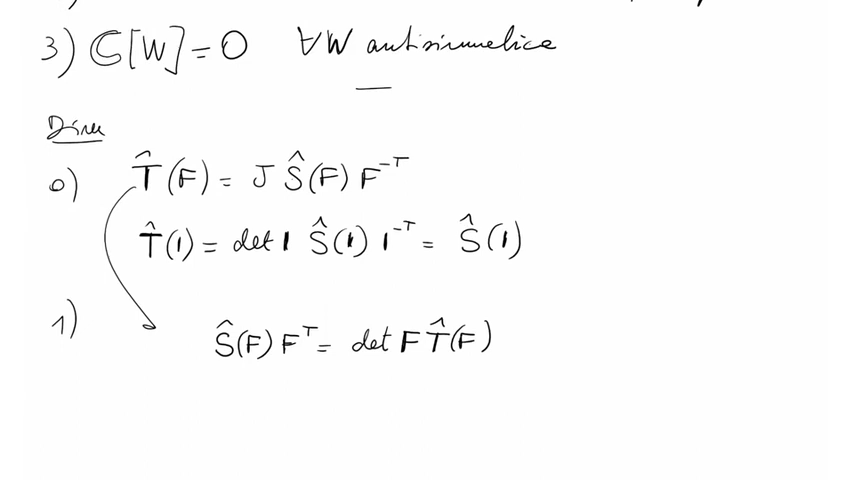 3) ℂ[W] = 0 ∀W antisimmetrica
Dim
0) T̂(F) = J Ŝ(F) F^{-T}
T̂(1) = det 1 Ŝ(1) 1^{-T} = Ŝ(1)
1) Ŝ(F) F^T = det F T̂(F)